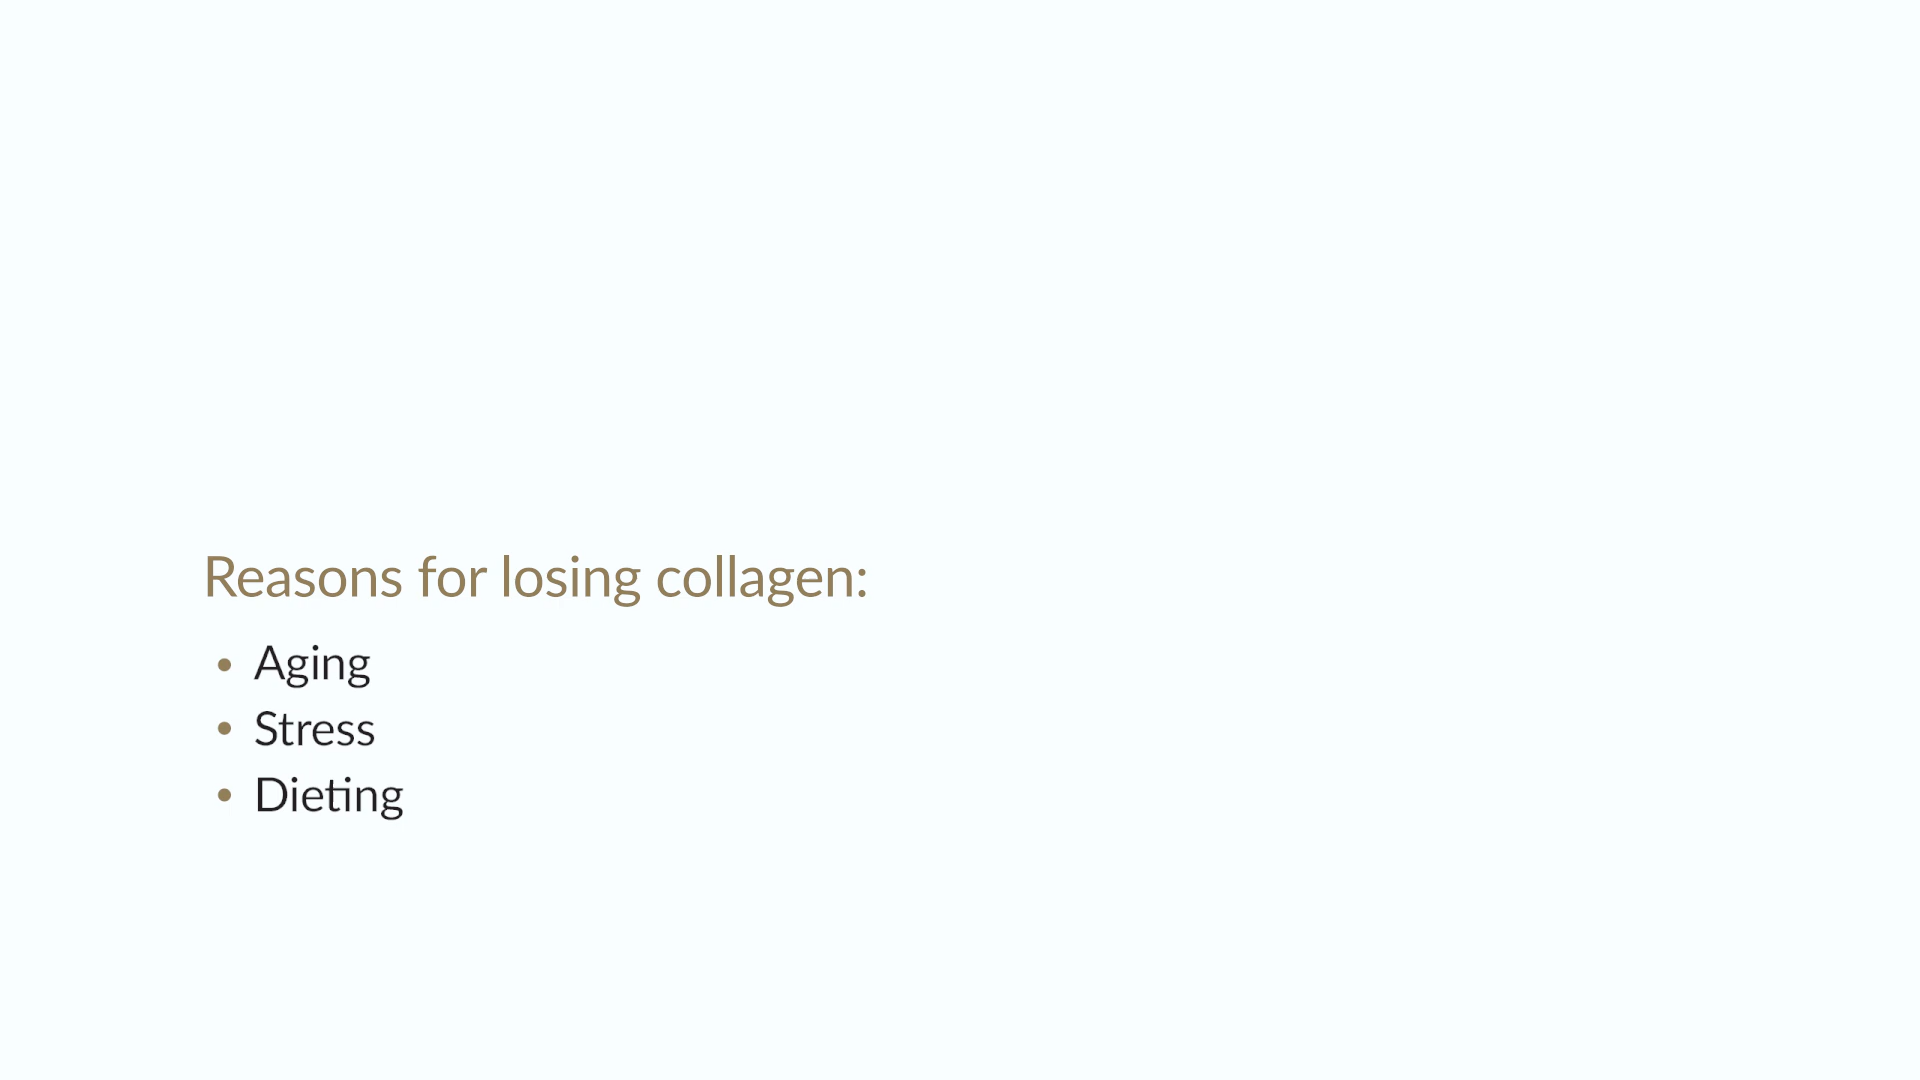 Reasons for losing collagen:
• Aging
• Stress
• Dieting